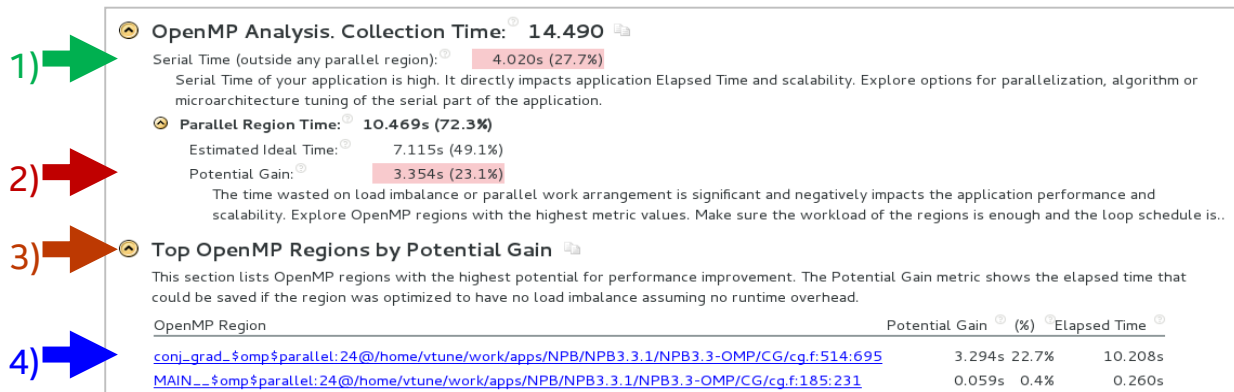 OpenMP Analysis. Collection Time: 14.490
1)
Serial Time (outside any parallel region): 4.020s (27.7%)
Serial Time of your application is high. It directly impacts application Elapsed Time and scalability. Explore options for parallelization, algorithm or
microarchitecture tuning of the serial part of the application.
Parallel Region Time: 10.469s (72.3%)
Estimated Ideal Time: 7.115s (49.1%)
2)
Potential Gain: 3.354s (23.1%)
The time wasted on load imbalance or parallel work arrangement is significant and negatively impacts the application performance and
scalability. Explore OpenMP regions with the highest metric values. Make sure the workload of the regions is enough and the loop schedule is..
3)
Top OpenMP Regions by Potential Gain
This section lists OpenMP regions with the highest potential for performance improvement. The Potential Gain metric shows the elapsed time that
could be saved if the region was optimized to have no load imbalance assuming no runtime overhead.
OpenMP Region Potential Gain (%) Elapsed Time
4)
conj_grad_$omp$parallel:24@/home/vtune/work/apps/NPB/NPB3.3.1/NPB3.3-OMP/CG/cg.f:514:695 3.294s 22.7% 10.208s
MAIN__$omp$parallel:24@/home/vtune/work/apps/NPB/NPB3.3.1/NPB3.3-OMP/CG/cg.f:185:231 0.059s 0.4% 0.260s